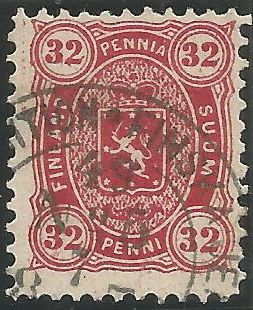 32 PENNIA 32
FINLAND
SUOMI
32 PENNI 32